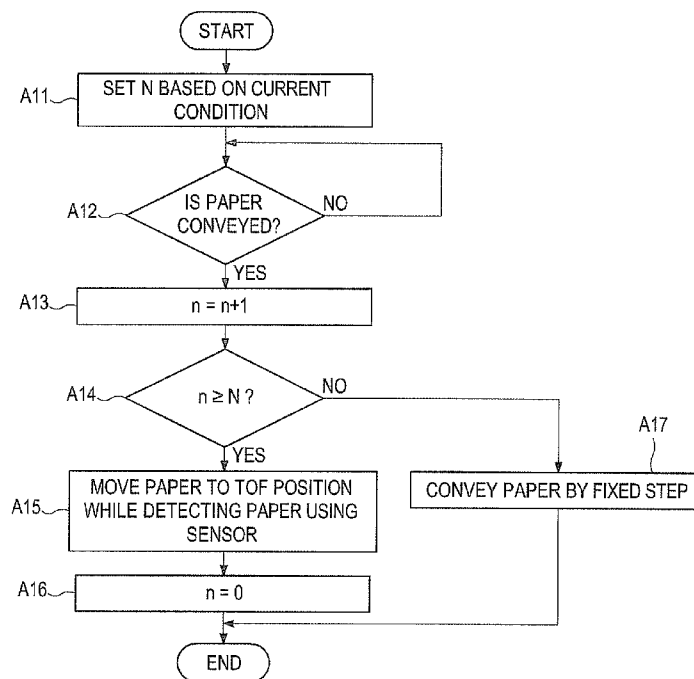 START
A11
SET N BASED ON CURRENT
CONDITION
A12
IS PAPER
CONVEYED?
NO
YES
A13
n = n+1
A14
n ≥ N ?
NO
YES
A17
CONVEY PAPER BY FIXED STEP
A15
MOVE PAPER TO TOF POSITION
WHILE DETECTING PAPER USING
SENSOR
A16
n = 0
END